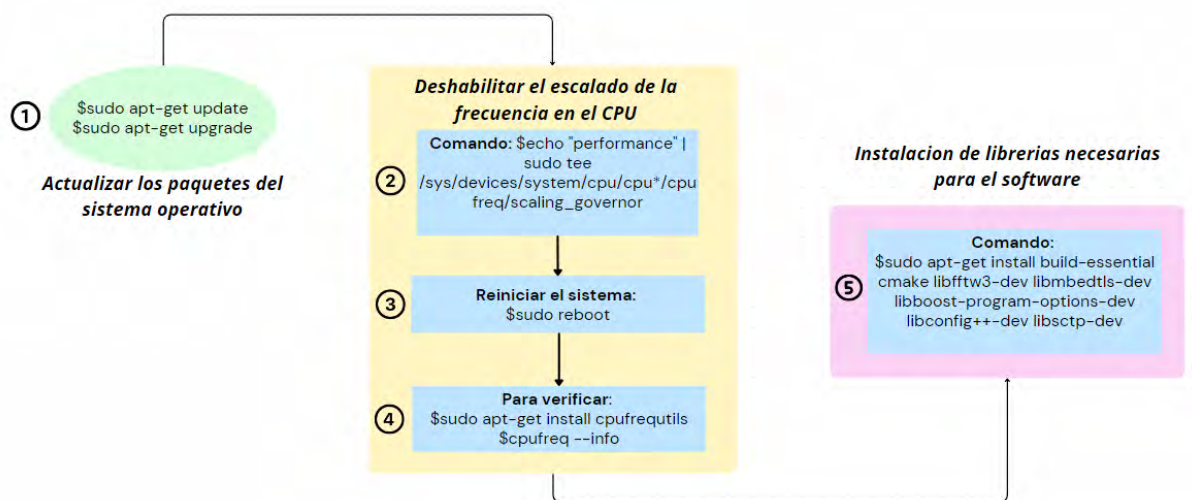 1
$sudo apt-get update
$sudo apt-get upgrade
Actualizar los paquetes del
sistema operativo
Deshabilitar el escalado de la
frecuencia en el CPU
2
Comando: $echo "performance" |
sudo tee
/sys/devices/system/cpu/cpu*/cpu
freq/scaling_governor
3
Reiniciar el sistema:
$sudo reboot
4
Para verificar:
$sudo apt-get install cpufrequtils
$cpufreq --info
Instalacion de librerias necesarias
para el software
5
Comando:
$sudo apt-get install build-essential
cmake libfftw3-dev libmbedtls-dev
libboost-program-options-dev
libconfig++-dev libsctp-dev